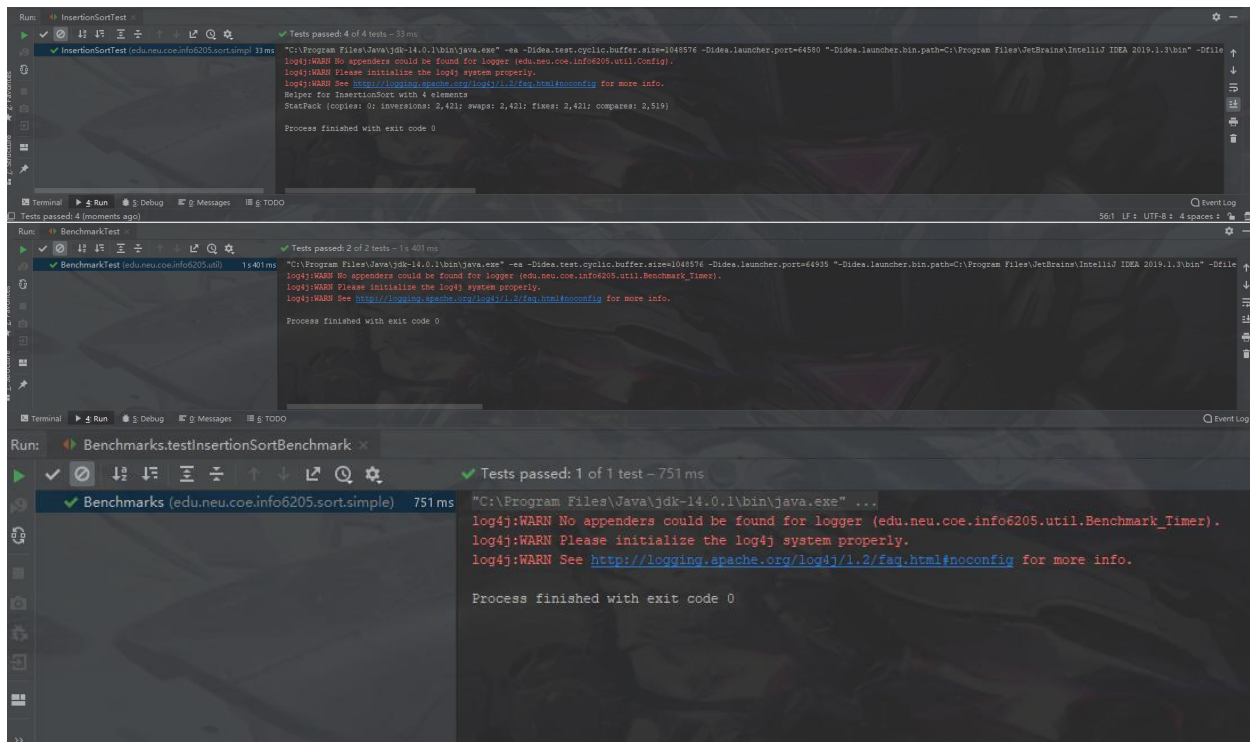 Run: InsertionSortTest ×
Tests passed: 4 of 4 tests – 33 ms
InsertionSortTest (edu.neu.coe.info6205.sort.simpl 33 ms
"C:\Program Files\Java\jdk-14.0.1\bin\java.exe" -ea -Didea.test.cyclic.buffer.size=1048576 -Didea.launcher.port=64580 "-Didea.launcher.bin.path=C:\Program Files\JetBrains\IntelliJ IDEA 2019.1.3\bin" -Dfile
log4j:WARN No appenders could be found for logger (edu.neu.coe.info6205.util.Config).
log4j:WARN Please initialize the log4j system properly.
log4j:WARN See http://logging.apache.org/log4j/1.2/faq.html#noconfig for more info.
Helper for InsertionSort with 4 elements
StatPack {copies: 0; inversions: 2,421; swaps: 2,421; fixes: 2,421; compares: 2,519}
Process finished with exit code 0
Terminal 4: Run 5: Debug 0: Messages 6: TODO Event Log
Tests passed: 4 (moments ago) 56:1 LF UTF-8 4 spaces
Run: BenchmarkTest ×
Tests passed: 2 of 2 tests – 1 s 401 ms
BenchmarkTest (edu.neu.coe.info6205.util) 1 s 401 ms
"C:\Program Files\Java\jdk-14.0.1\bin\java.exe" -ea -Didea.test.cyclic.buffer.size=1048576 -Didea.launcher.port=64935 "-Didea.launcher.bin.path=C:\Program Files\JetBrains\IntelliJ IDEA 2019.1.3\bin" -Dfile
log4j:WARN No appenders could be found for logger (edu.neu.coe.info6205.util.Benchmark_Timer).
log4j:WARN Please initialize the log4j system properly.
log4j:WARN See http://logging.apache.org/log4j/1.2/faq.html#noconfig for more info.
Process finished with exit code 0
Terminal 4: Run 5: Debug 0: Messages 6: TODO Event Log
Run: Benchmarks.testInsertionSortBenchmark ×
Tests passed: 1 of 1 test – 751 ms
Benchmarks (edu.neu.coe.info6205.sort.simple) 751 ms
"C:\Program Files\Java\jdk-14.0.1\bin\java.exe" ...
log4j:WARN No appenders could be found for logger (edu.neu.coe.info6205.util.Benchmark_Timer).
log4j:WARN Please initialize the log4j system properly.
log4j:WARN See http://logging.apache.org/log4j/1.2/faq.html#noconfig for more info.
Process finished with exit code 0